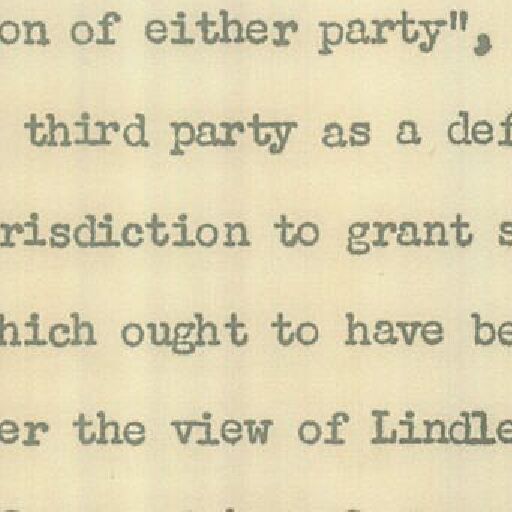 on of either party",
third party as a def
risdiction to grant s
hich ought to have be
er the view of Lindle